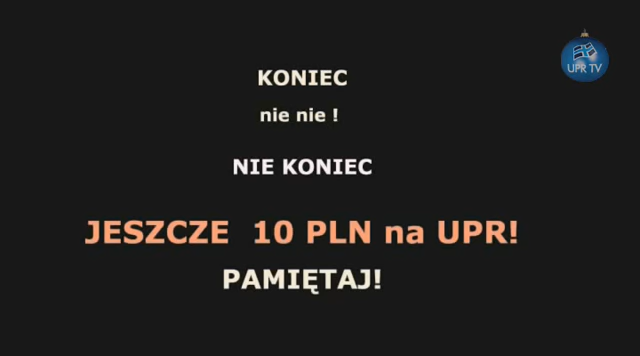 UPR TV
KONIEC
nie nie !
NIE KONIEC
JESZCZE 10 PLN na UPR!
PAMIĘTAJ!